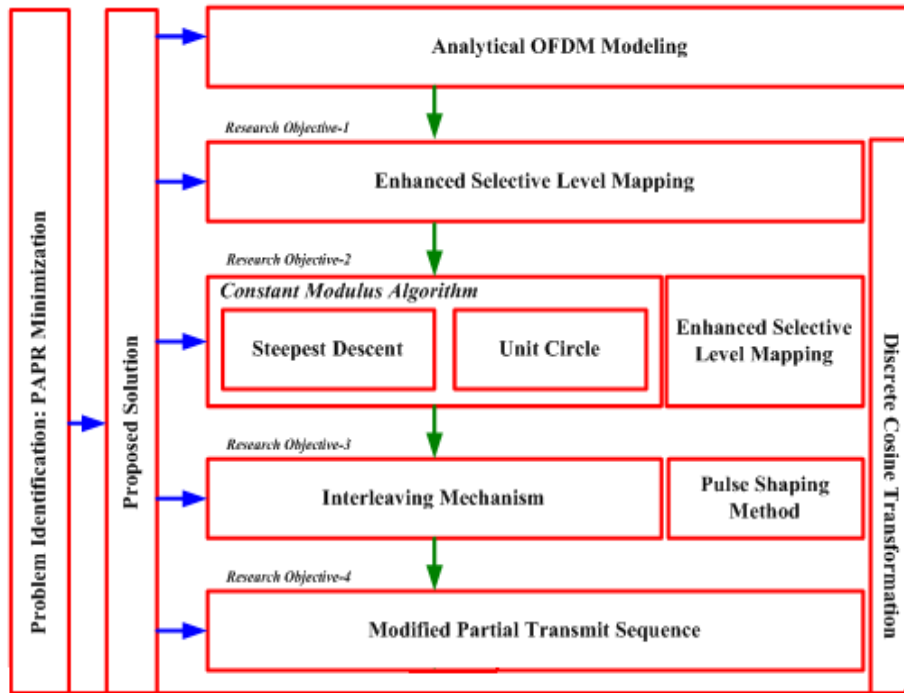 Problem Identification: PAPR Minimization
Proposed Solution
Analytical OFDM Modeling
Research Objective-1
Enhanced Selective Level Mapping
Research Objective-2
Constant Modulus Algorithm
Steepest Descent
Unit Circle
Enhanced Selective
Level Mapping
Research Objective-3
Interleaving Mechanism
Pulse Shaping
Method
Research Objective-4
Modified Partial Transmit Sequence
Discrete Cosine Transformation